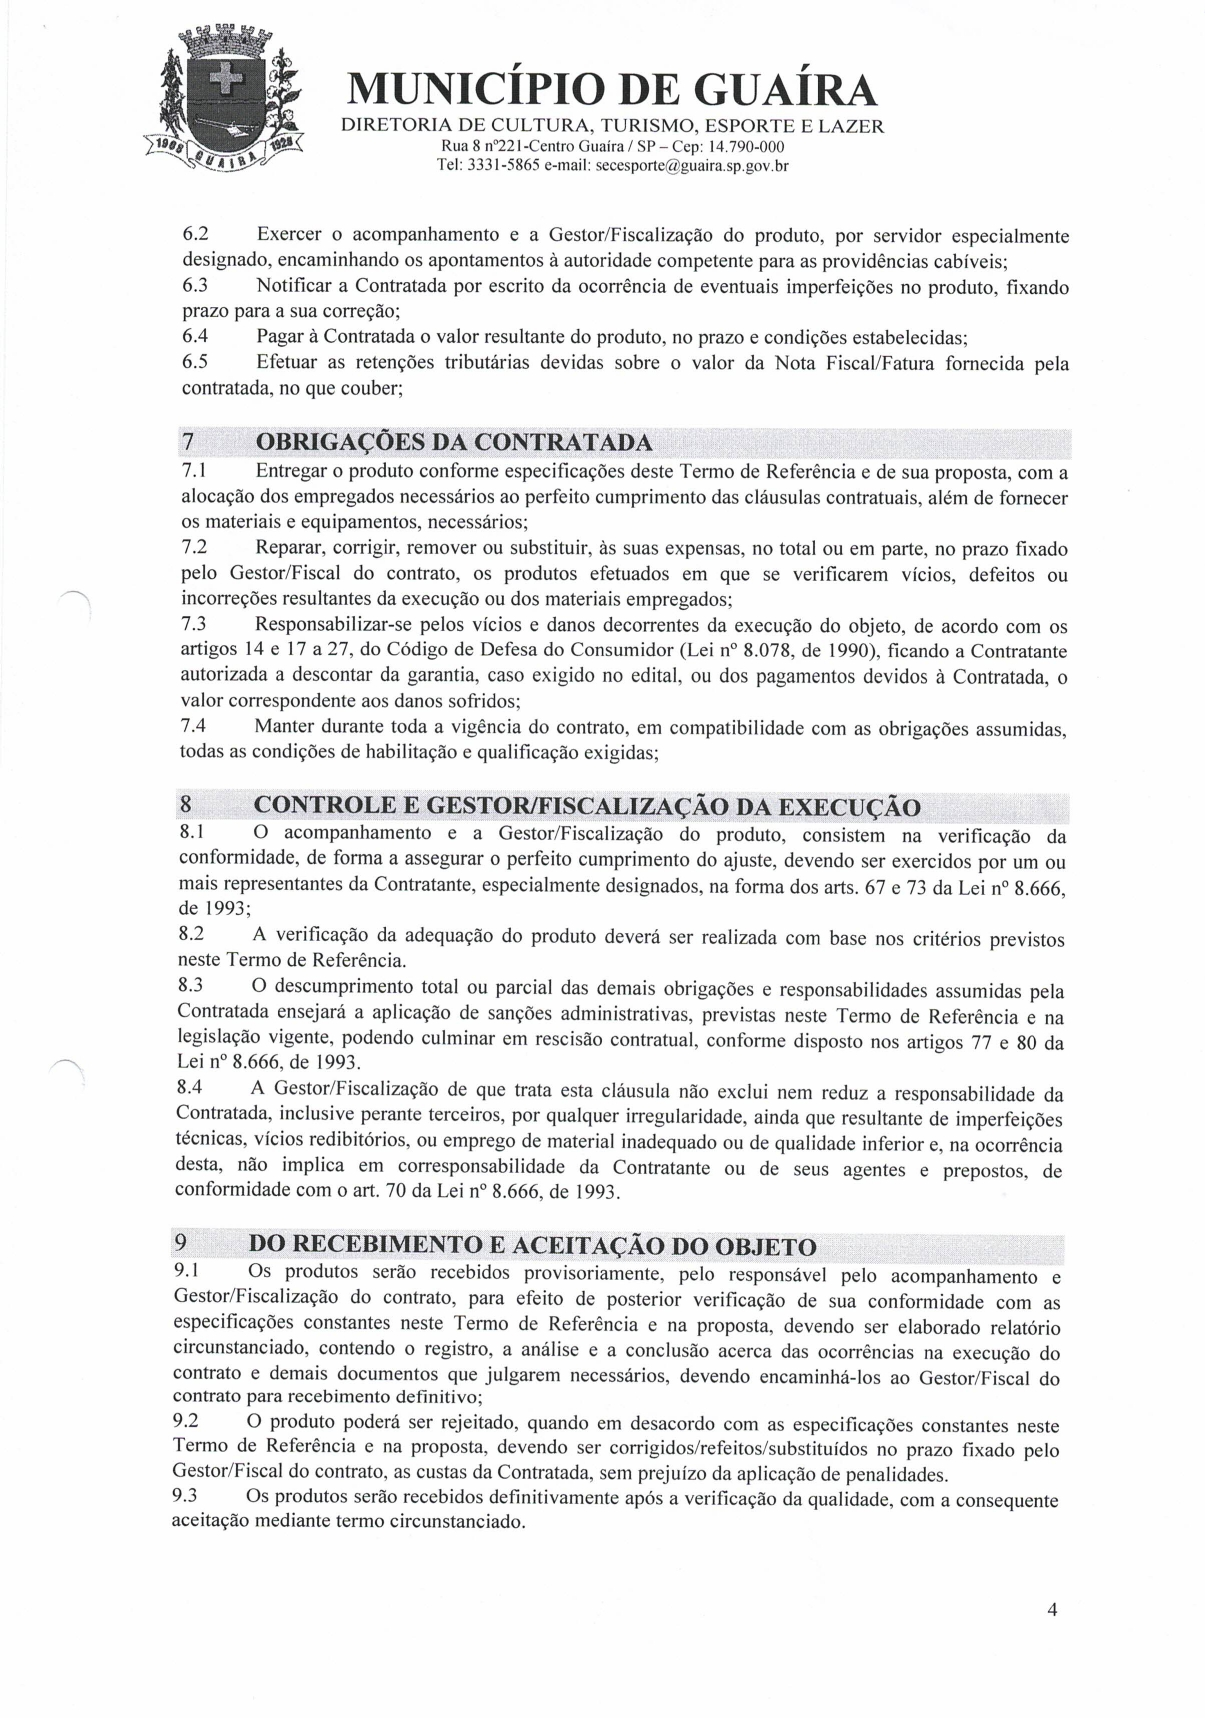 MUNICÍPIO DE GUAÍRA
DIRETORIA DE CULTURA, TURISMO, ESPORTE E LAZER
Rua 8 nº221-Centro Guaíra / SP – Cep: 14.790-000
Tel: 3331-5865 e-mail: secesporte@guaira.sp.gov.br
1908 GUAIRA 1928
6.2 Exercer o acompanhamento e a Gestor/Fiscalização do produto, por servidor especialmente
designado, encaminhando os apontamentos à autoridade competente para as providências cabíveis;
6.3 Notificar a Contratada por escrito da ocorrência de eventuais imperfeições no produto, fixando
prazo para a sua correção;
6.4 Pagar à Contratada o valor resultante do produto, no prazo e condições estabelecidas;
6.5 Efetuar as retenções tributárias devidas sobre o valor da Nota Fiscal/Fatura fornecida pela
contratada, no que couber;
7 OBRIGAÇÕES DA CONTRATADA
7.1 Entregar o produto conforme especificações deste Termo de Referência e de sua proposta, com a
alocação dos empregados necessários ao perfeito cumprimento das cláusulas contratuais, além de fornecer
os materiais e equipamentos, necessários;
7.2 Reparar, corrigir, remover ou substituir, às suas expensas, no total ou em parte, no prazo fixado
pelo Gestor/Fiscal do contrato, os produtos efetuados em que se verificarem vícios, defeitos ou
incorreções resultantes da execução ou dos materiais empregados;
7.3 Responsabilizar-se pelos vícios e danos decorrentes da execução do objeto, de acordo com os
artigos 14 e 17 a 27, do Código de Defesa do Consumidor (Lei nº 8.078, de 1990), ficando a Contratante
autorizada a descontar da garantia, caso exigido no edital, ou dos pagamentos devidos à Contratada, o
valor correspondente aos danos sofridos;
7.4 Manter durante toda a vigência do contrato, em compatibilidade com as obrigações assumidas,
todas as condições de habilitação e qualificação exigidas;
8 CONTROLE E GESTOR/FISCALIZAÇÃO DA EXECUÇÃO
8.1 O acompanhamento e a Gestor/Fiscalização do produto, consistem na verificação da
conformidade, de forma a assegurar o perfeito cumprimento do ajuste, devendo ser exercidos por um ou
mais representantes da Contratante, especialmente designados, na forma dos arts. 67 e 73 da Lei nº 8.666,
de 1993;
8.2 A verificação da adequação do produto deverá ser realizada com base nos critérios previstos
neste Termo de Referência.
8.3 O descumprimento total ou parcial das demais obrigações e responsabilidades assumidas pela
Contratada ensejará a aplicação de sanções administrativas, previstas neste Termo de Referência e na
legislação vigente, podendo culminar em rescisão contratual, conforme disposto nos artigos 77 e 80 da
Lei nº 8.666, de 1993.
8.4 A Gestor/Fiscalização de que trata esta cláusula não exclui nem reduz a responsabilidade da
Contratada, inclusive perante terceiros, por qualquer irregularidade, ainda que resultante de imperfeições
técnicas, vícios redibitórios, ou emprego de material inadequado ou de qualidade inferior e, na ocorrência
desta, não implica em corresponsabilidade da Contratante ou de seus agentes e prepostos, de
conformidade com o art. 70 da Lei nº 8.666, de 1993.
9 DO RECEBIMENTO E ACEITAÇÃO DO OBJETO
9.1 Os produtos serão recebidos provisoriamente, pelo responsável pelo acompanhamento e
Gestor/Fiscalização do contrato, para efeito de posterior verificação de sua conformidade com as
especificações constantes neste Termo de Referência e na proposta, devendo ser elaborado relatório
circunstanciado, contendo o registro, a análise e a conclusão acerca das ocorrências na execução do
contrato e demais documentos que julgarem necessários, devendo encaminhá-los ao Gestor/Fiscal do
contrato para recebimento definitivo;
9.2 O produto poderá ser rejeitado, quando em desacordo com as especificações constantes neste
Termo de Referência e na proposta, devendo ser corrigidos/refeitos/substituídos no prazo fixado pelo
Gestor/Fiscal do contrato, as custas da Contratada, sem prejuízo da aplicação de penalidades.
9.3 Os produtos serão recebidos definitivamente após a verificação da qualidade, com a consequente
aceitação mediante termo circunstanciado.
4